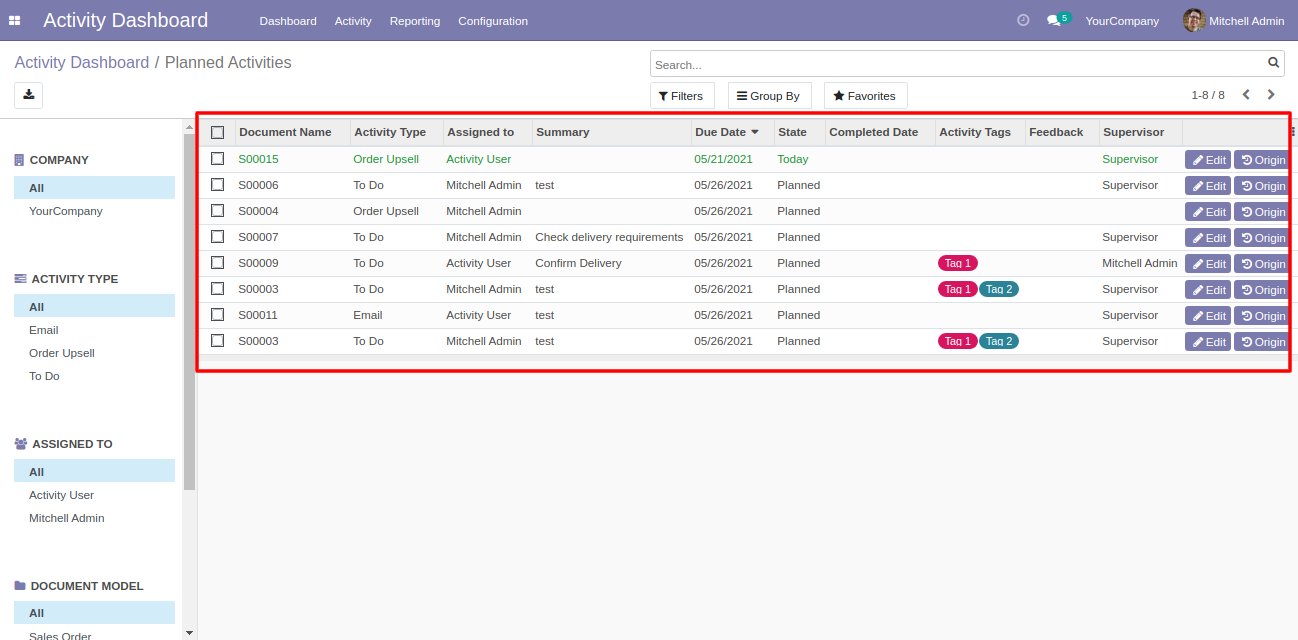 Activity Dashboard Dashboard Activity Reporting Configuration 5 YourCompany Mitchell Admin
Activity Dashboard / Planned Activities
Search...
Filters Group By Favorites 1-8 / 8
COMPANY
All
YourCompany
ACTIVITY TYPE
All
Email
Order Upsell
To Do
ASSIGNED TO
All
Activity User
Mitchell Admin
DOCUMENT MODEL
All
Sales Order
Document Name Activity Type Assigned to Summary Due Date State Completed Date Activity Tags Feedback Supervisor
S00015 Order Upsell Activity User 05/21/2021 Today Supervisor Edit Origin
S00006 To Do Mitchell Admin test 05/26/2021 Planned Supervisor Edit Origin
S00004 Order Upsell Mitchell Admin 05/26/2021 Planned Edit Origin
S00007 To Do Mitchell Admin Check delivery requirements 05/26/2021 Planned Supervisor Edit Origin
S00009 To Do Activity User Confirm Delivery 05/26/2021 Planned Tag 1 Mitchell Admin Edit Origin
S00003 To Do Mitchell Admin test 05/26/2021 Planned Tag 1 Tag 2 Supervisor Edit Origin
S00011 Email Activity User test 05/26/2021 Planned Supervisor Edit Origin
S00003 To Do Mitchell Admin test 05/26/2021 Planned Tag 1 Tag 2 Supervisor Edit Origin